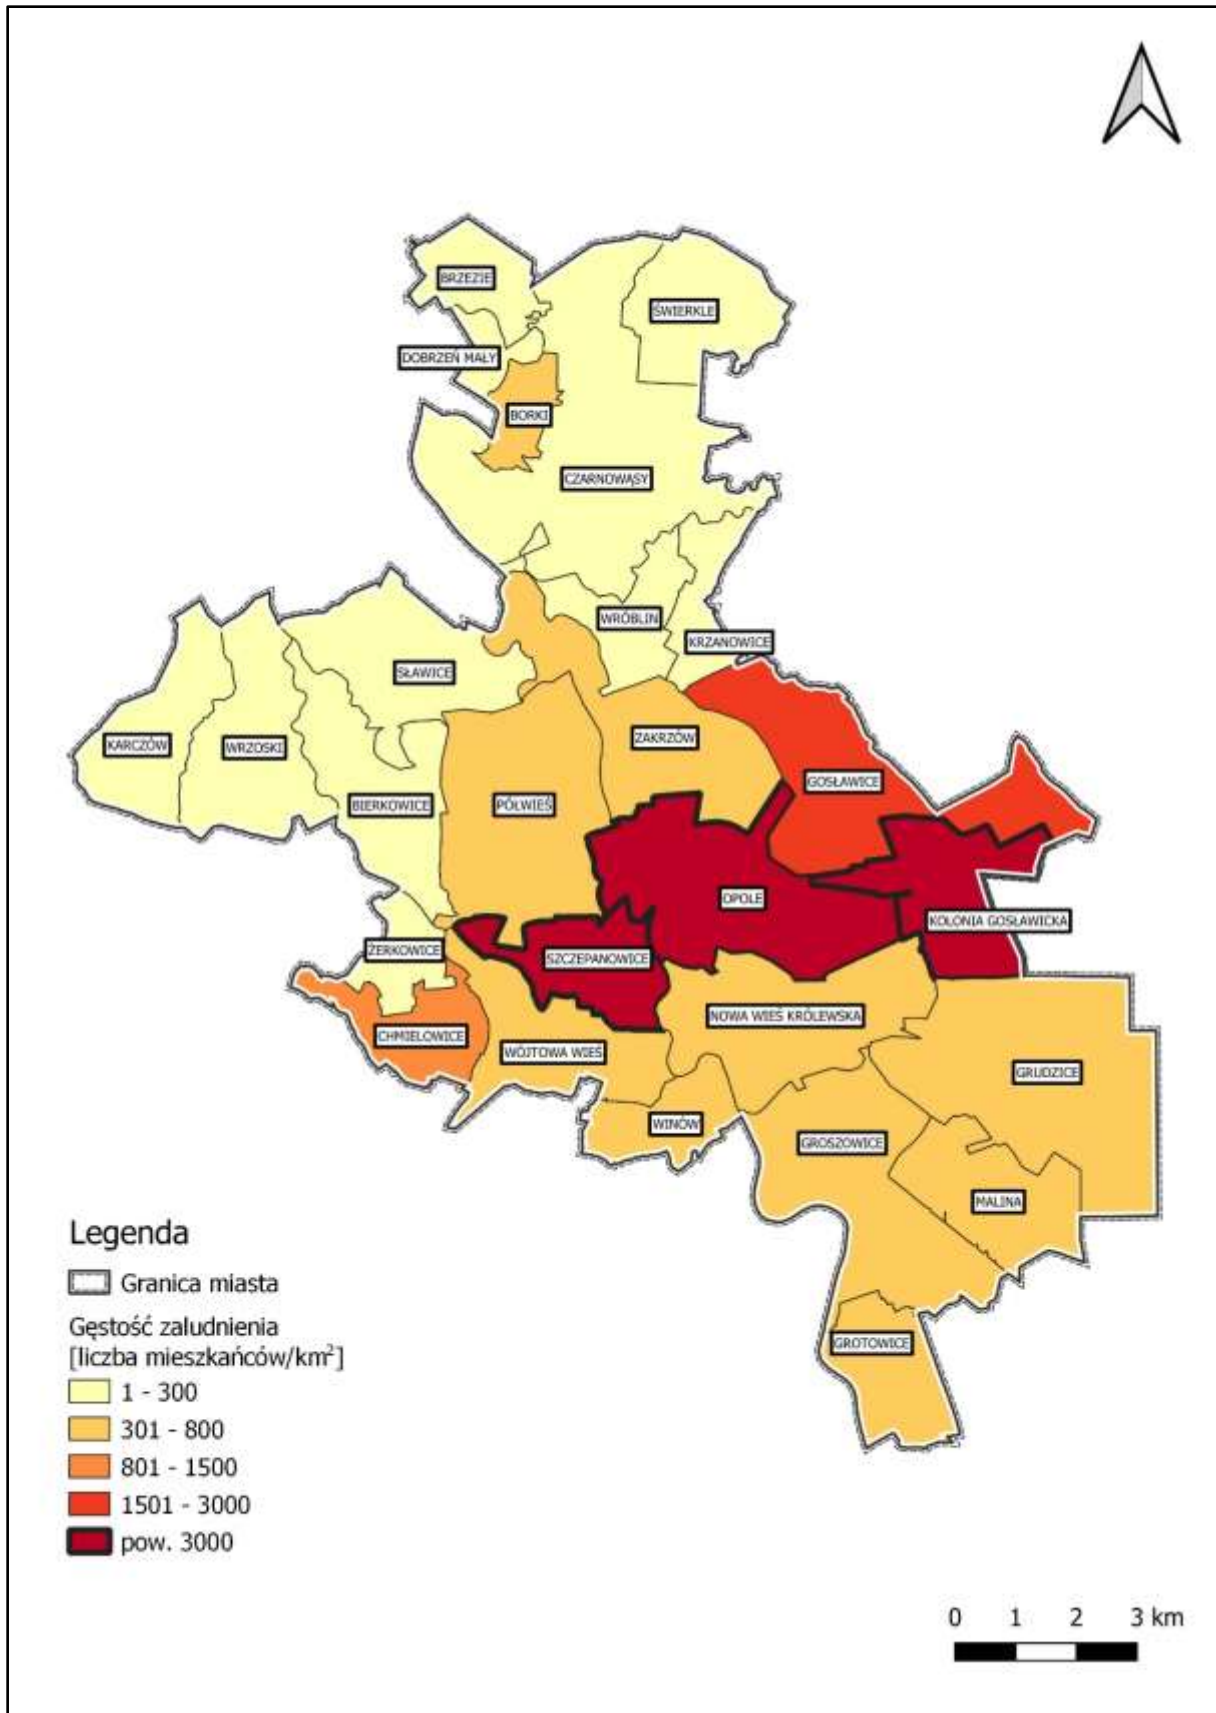 BRZEZIE
ŚWIERKLE
DOBRZEŃ MAŁY
BORKI
CZARNOWĄSY
WRÓBLIN
KRZANOWICE
SŁAWICE
KARCZÓW
WRZOSKI
ZAKRZÓW
GOSŁAWICE
BIERKOWICE
PÓŁWIEŚ
OPOLE
KOLONIA GOSŁAWICKA
ŻERKOWICE
SZCZEPANOWICE
NOWA WIEŚ KRÓLEWSKA
CHMIELOWICE
WÓJTOWA WIEŚ
GRUDZICE
WINÓW
GROSZOWICE
MALINA
GROTOWICE
Legenda
Granica miasta
Gęstość zaludnienia
[liczba mieszkańców/km²]
1 - 300
301 - 800
801 - 1500
1501 - 3000
pow. 3000
0 1 2 3 km